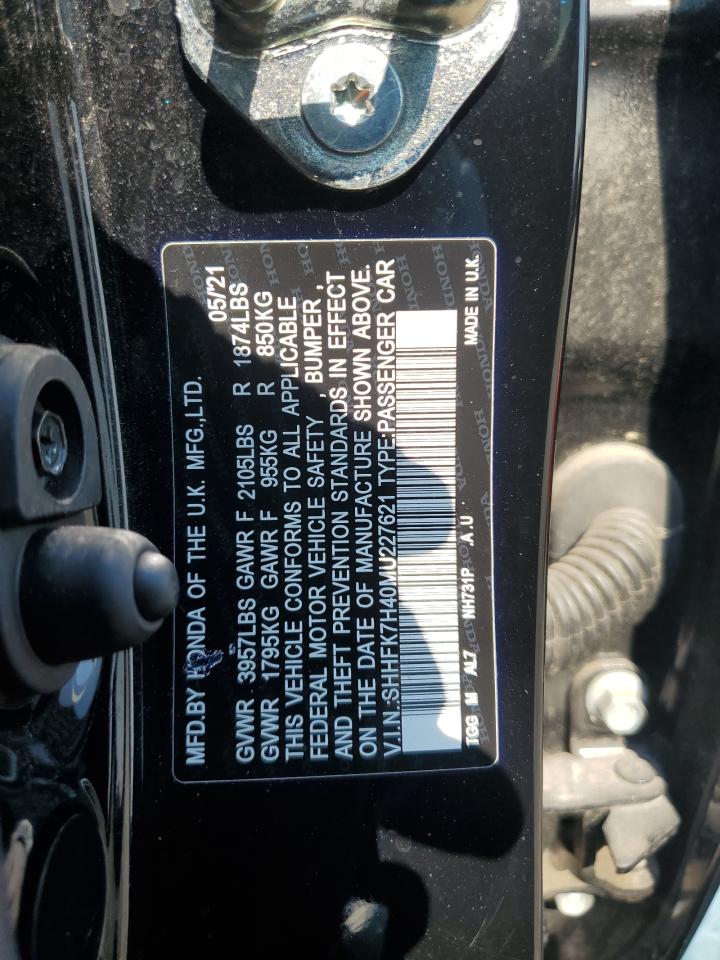 MFD.BY HONDA OF THE U.K. MFG.,LTD. 05/'21
GVWR 3957LBS GAWR F 2105LBS R 1874LBS
GVWR 1795KG GAWR F 955KG R 850KG
THIS VEHICLE CONFORMS TO ALL APPLICABLE
FEDERAL MOTOR VEHICLE SAFETY , BUMPER ,
AND THEFT PREVENTION STANDARDS IN EFFECT
ON THE DATE OF MANUFACTURE SHOWN ABOVE.
V.I.N.:SHHFK7H40MU227621 TYPE:PASSENGER CAR
TGG M AL7 NH731P A.U MADE IN U.K.